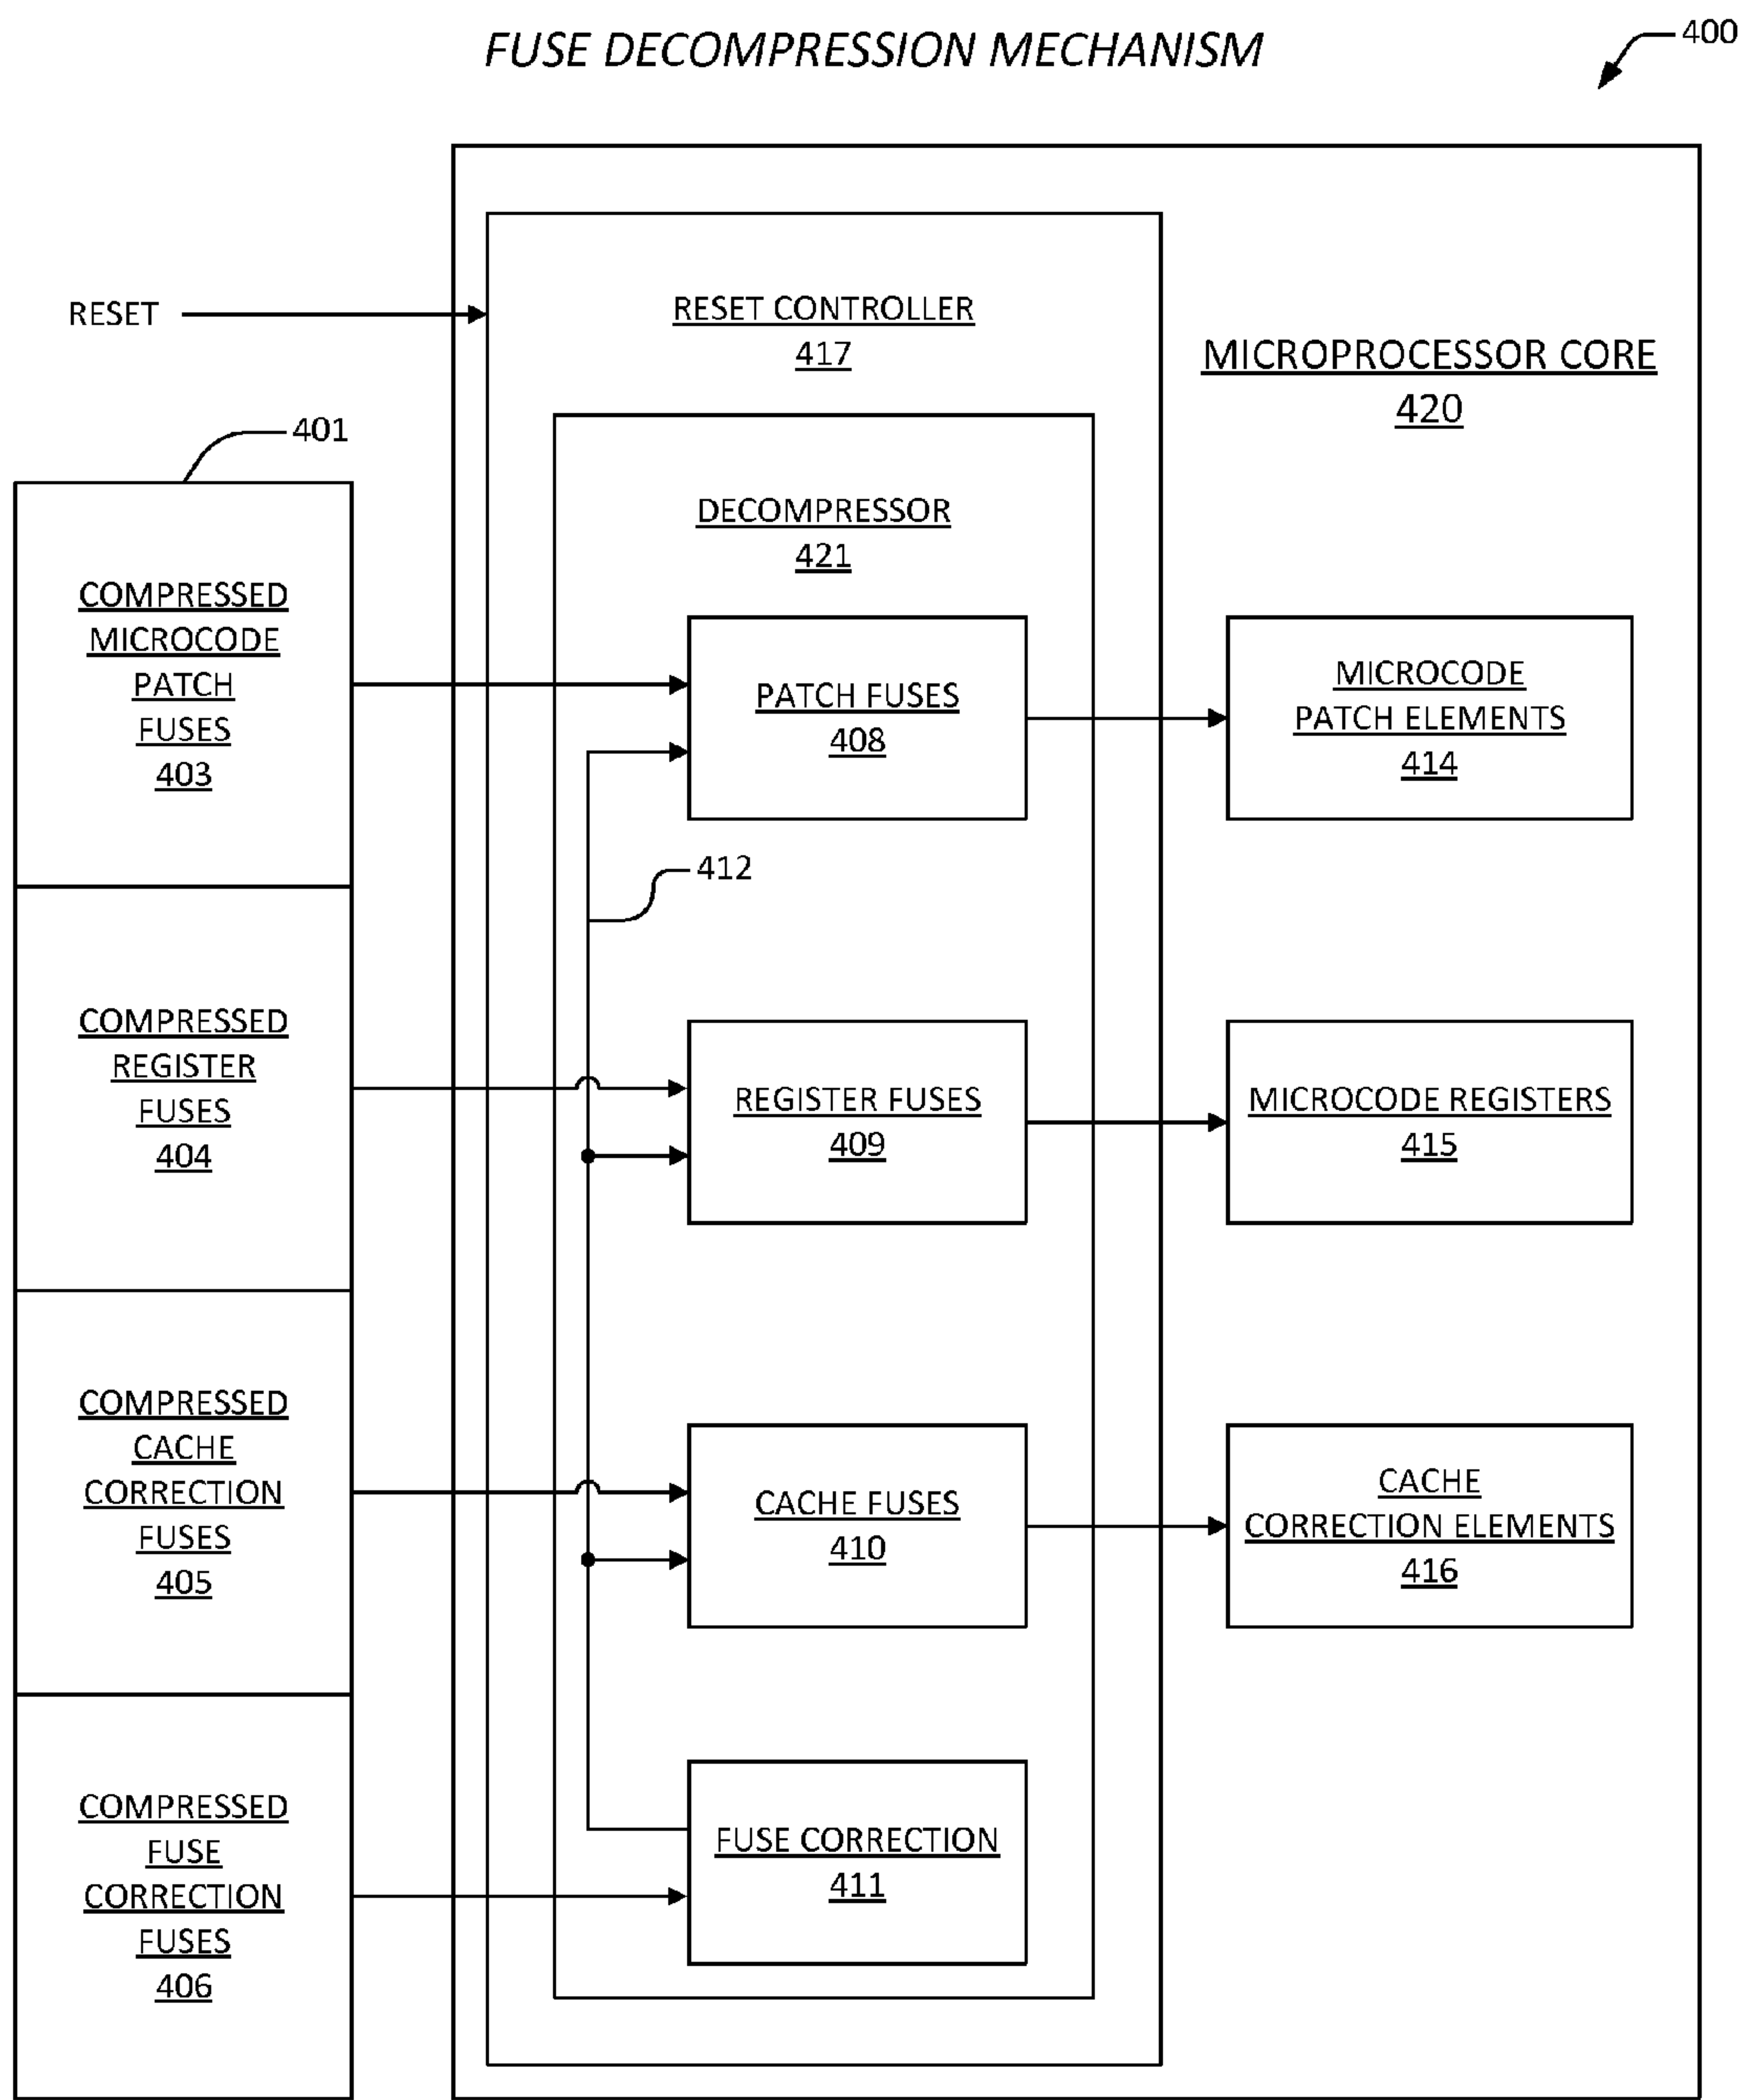 FUSE DECOMPRESSION MECHANISM
400
RESET
RESET CONTROLLER
417
MICROPROCESSOR CORE
420
401
DECOMPRESSOR
421
COMPRESSED
MICROCODE
PATCH
FUSES
403
PATCH FUSES
408
MICROCODE
PATCH ELEMENTS
414
412
COMPRESSED
REGISTER
FUSES
404
REGISTER FUSES
409
MICROCODE REGISTERS
415
COMPRESSED
CACHE
CORRECTION
FUSES
405
CACHE FUSES
410
CACHE
CORRECTION ELEMENTS
416
COMPRESSED
FUSE
CORRECTION
FUSES
406
FUSE CORRECTION
411